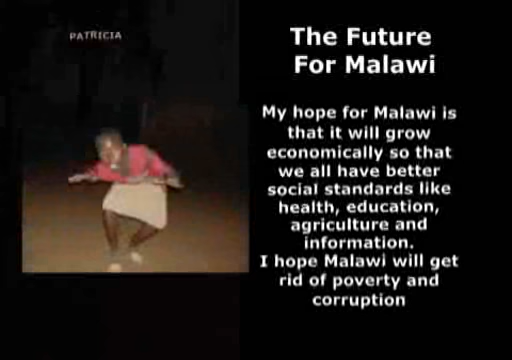 PATRICIA
The Future
For Malawi
My hope for Malawi is
that it will grow
economically so that
we all have better
social standards like
health, education,
agriculture and
information.
I hope Malawi will get
rid of poverty and
corruption